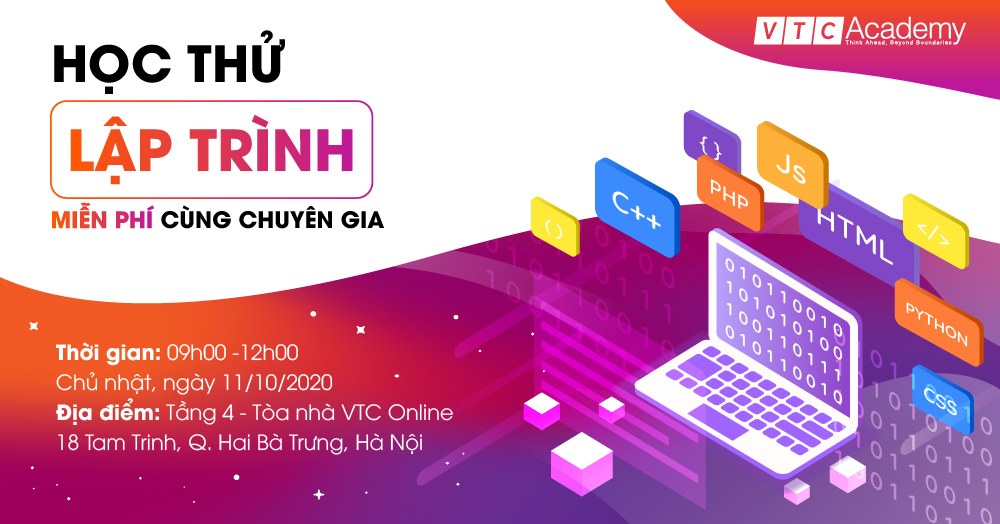 HỌC THỬ
LẬP TRÌNH
MIỄN PHÍ CÙNG CHUYÊN GIA
VTC Academy
Think Ahead, Beyond Boundaries
Thời gian: 09h00 -12h00
Chủ nhật, ngày 11/10/2020
Địa điểm: Tầng 4 - Tòa nhà VTC Online
18 Tam Trinh, Q. Hai Bà Trưng, Hà Nội
{ }
Js
PHP
C++
( )
HTML
</>
PYTHON
CSS